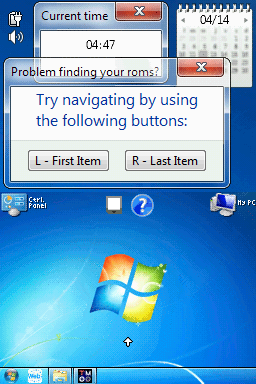 Current time
04:47
04/14
Problem finding your roms?
Try navigating by using
the following buttons:
L - First Item
R - Last Item
Ctrl.
Panel
My PC
Web